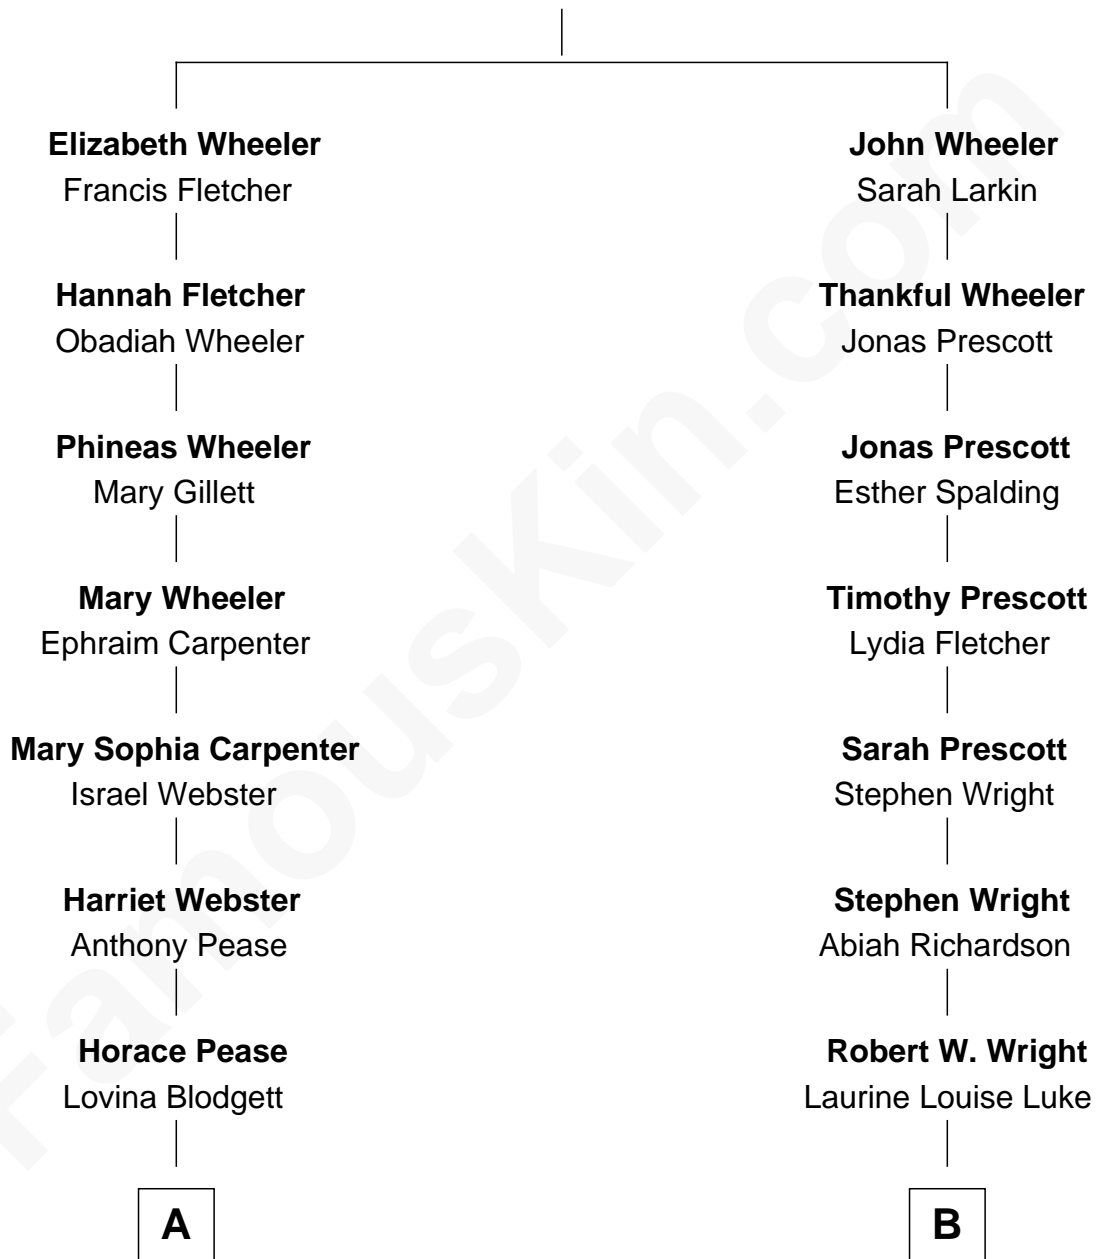 Elizabeth Wheeler
Francis Fletcher
Hannah Fletcher
Obadiah Wheeler
Phineas Wheeler
Mary Gillett
Mary Wheeler
Ephraim Carpenter
Mary Sophia Carpenter
Israel Webster
Harriet Webster
Anthony Pease
Horace Pease
Lovina Blodgett
A
John Wheeler
Sarah Larkin
Thankful Wheeler
Jonas Prescott
Jonas Prescott
Esther Spalding
Timothy Prescott
Lydia Fletcher
Sarah Prescott
Stephen Wright
Stephen Wright
Abiah Richardson
Robert W. Wright
Laurine Louise Luke
B
FamousKin.com